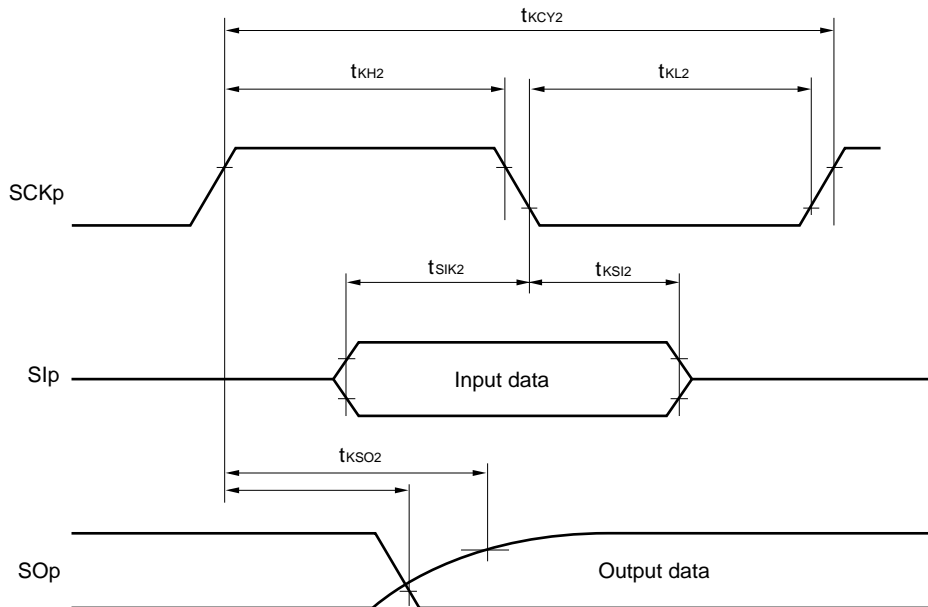 tKCY2
tKH2
tKL2
SCKp
tSIK2
tKSI2
SIp
Input data
tKSO2
SOp
Output data